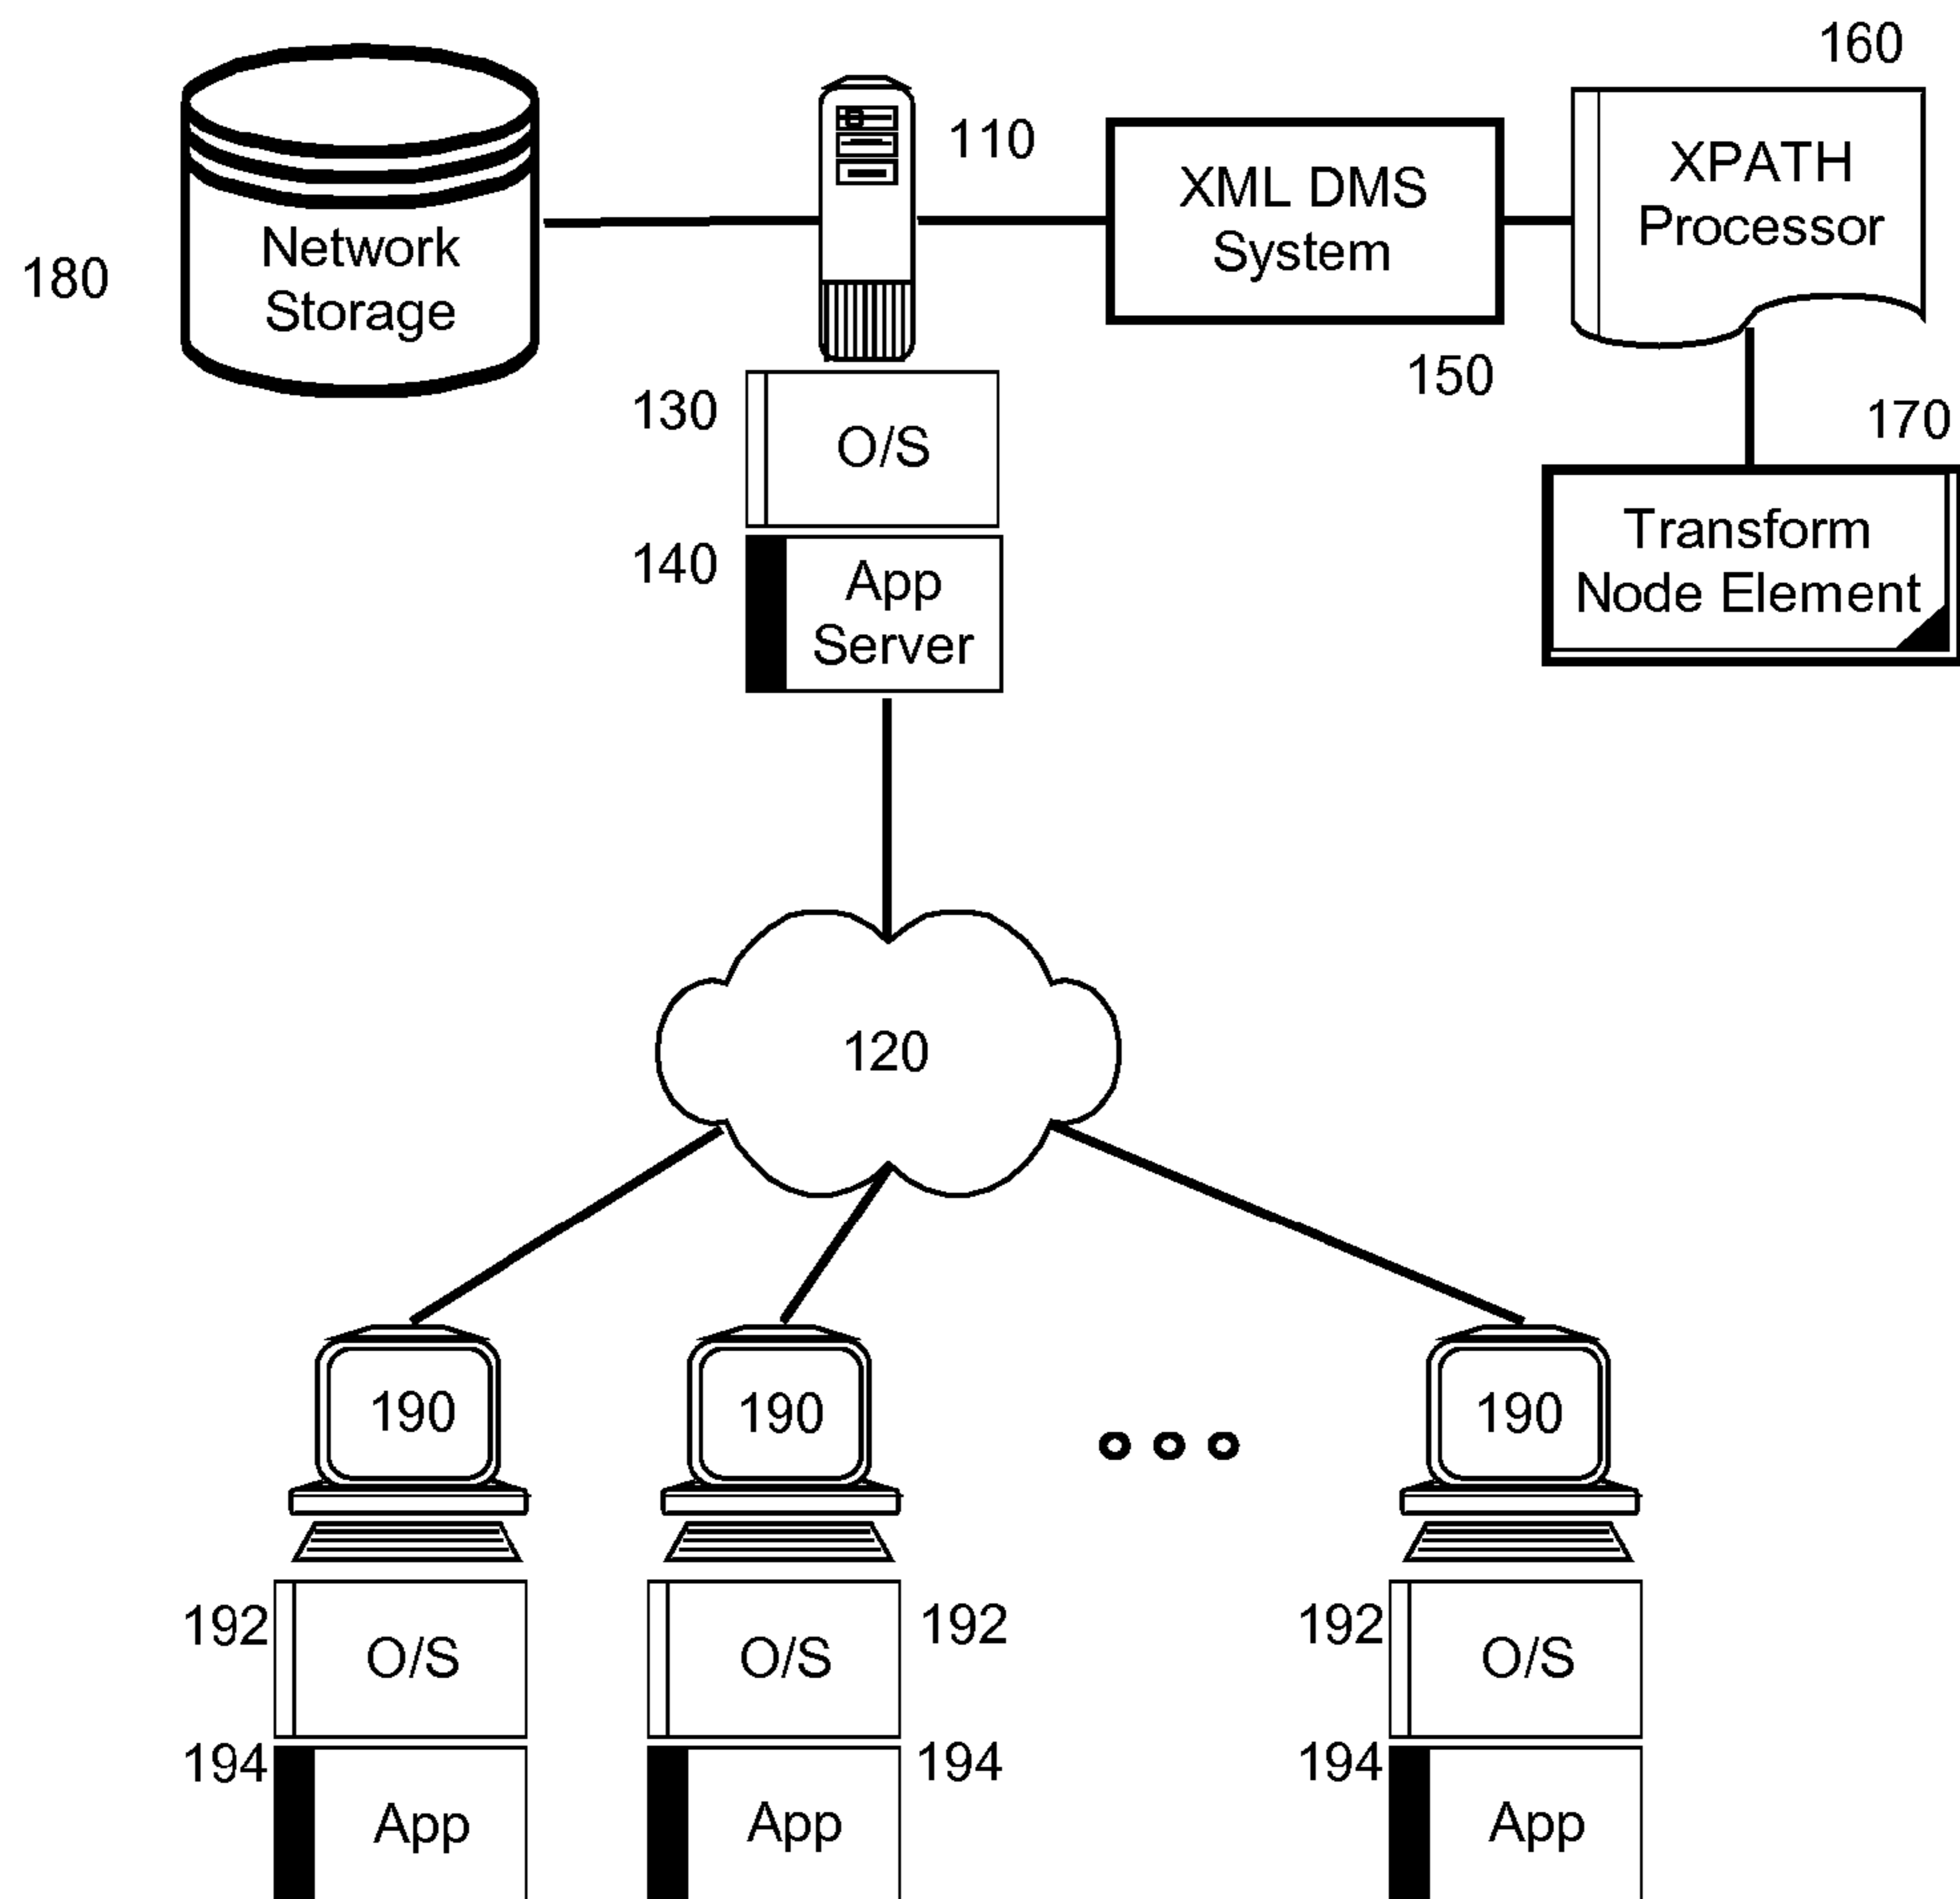 160
110
XPATH
Processor
XML DMS
System
Network
Storage
180
150
130
O/S
170
Transform
Node Element
140
App
Server
120
190
190
190
192
O/S
O/S
192
192
O/S
194
App
App
194
194
App